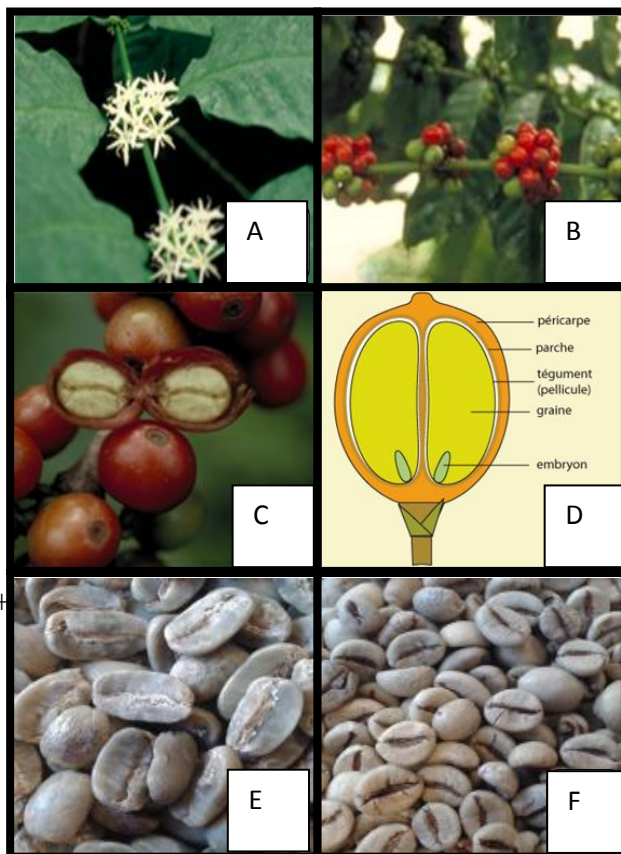 A
B
péricarpe
parche
tégument
(pellicule)
graine
embryon
C
D
E
F